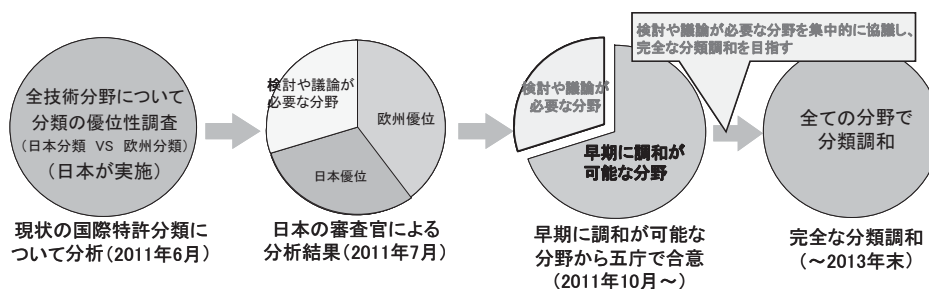 検討や議論が必要な分野を集中的に協議し、
完全な分類調和を目指す
全技術分野について
分類の優位性調査
(日本分類 VS 欧州分類)
(日本が実施)
検討や議論が
必要な分野
欧州優位
日本優位
検討や議論が
必要な分野
早期に調和が
可能な分野
全ての分野で
分類調和
現状の国際特許分類に
ついて分析(2011年6月)
日本の審査官による
分析結果(2011年7月)
早期に調和が可能な
分野から五庁で合意
(2011年10月~)
完全な分類調和
(~2013年末)